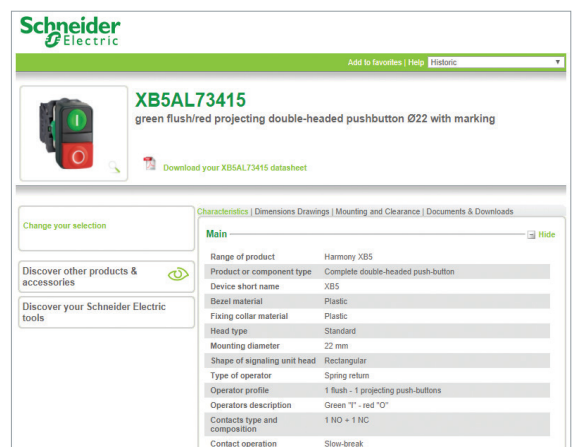 Schneider
Electric
Add to favorites | Help Historic
XB5AL73415
green flush/red projecting double-headed pushbutton Ø22 with marking
I
O
Download your XB5AL73415 datasheet
Characteristics | Dimensions Drawings | Mounting and Clearance | Documents & Downloads
Change your selection
Discover other products &
accessories
Discover your Schneider Electric
tools
Main Hide
Range of product Harmony XB5
Product or component type Complete double-headed push-button
Device short name XB5
Bezel material Plastic
Fixing collar material Plastic
Head type Standard
Mounting diameter 22 mm
Shape of signaling unit head Rectangular
Type of operator Spring return
Operator profile 1 flush - 1 projecting push-buttons
Operators description Green "I" - red "O"
Contacts type and
composition 1 NO + 1 NC
Contact operation Slow-break